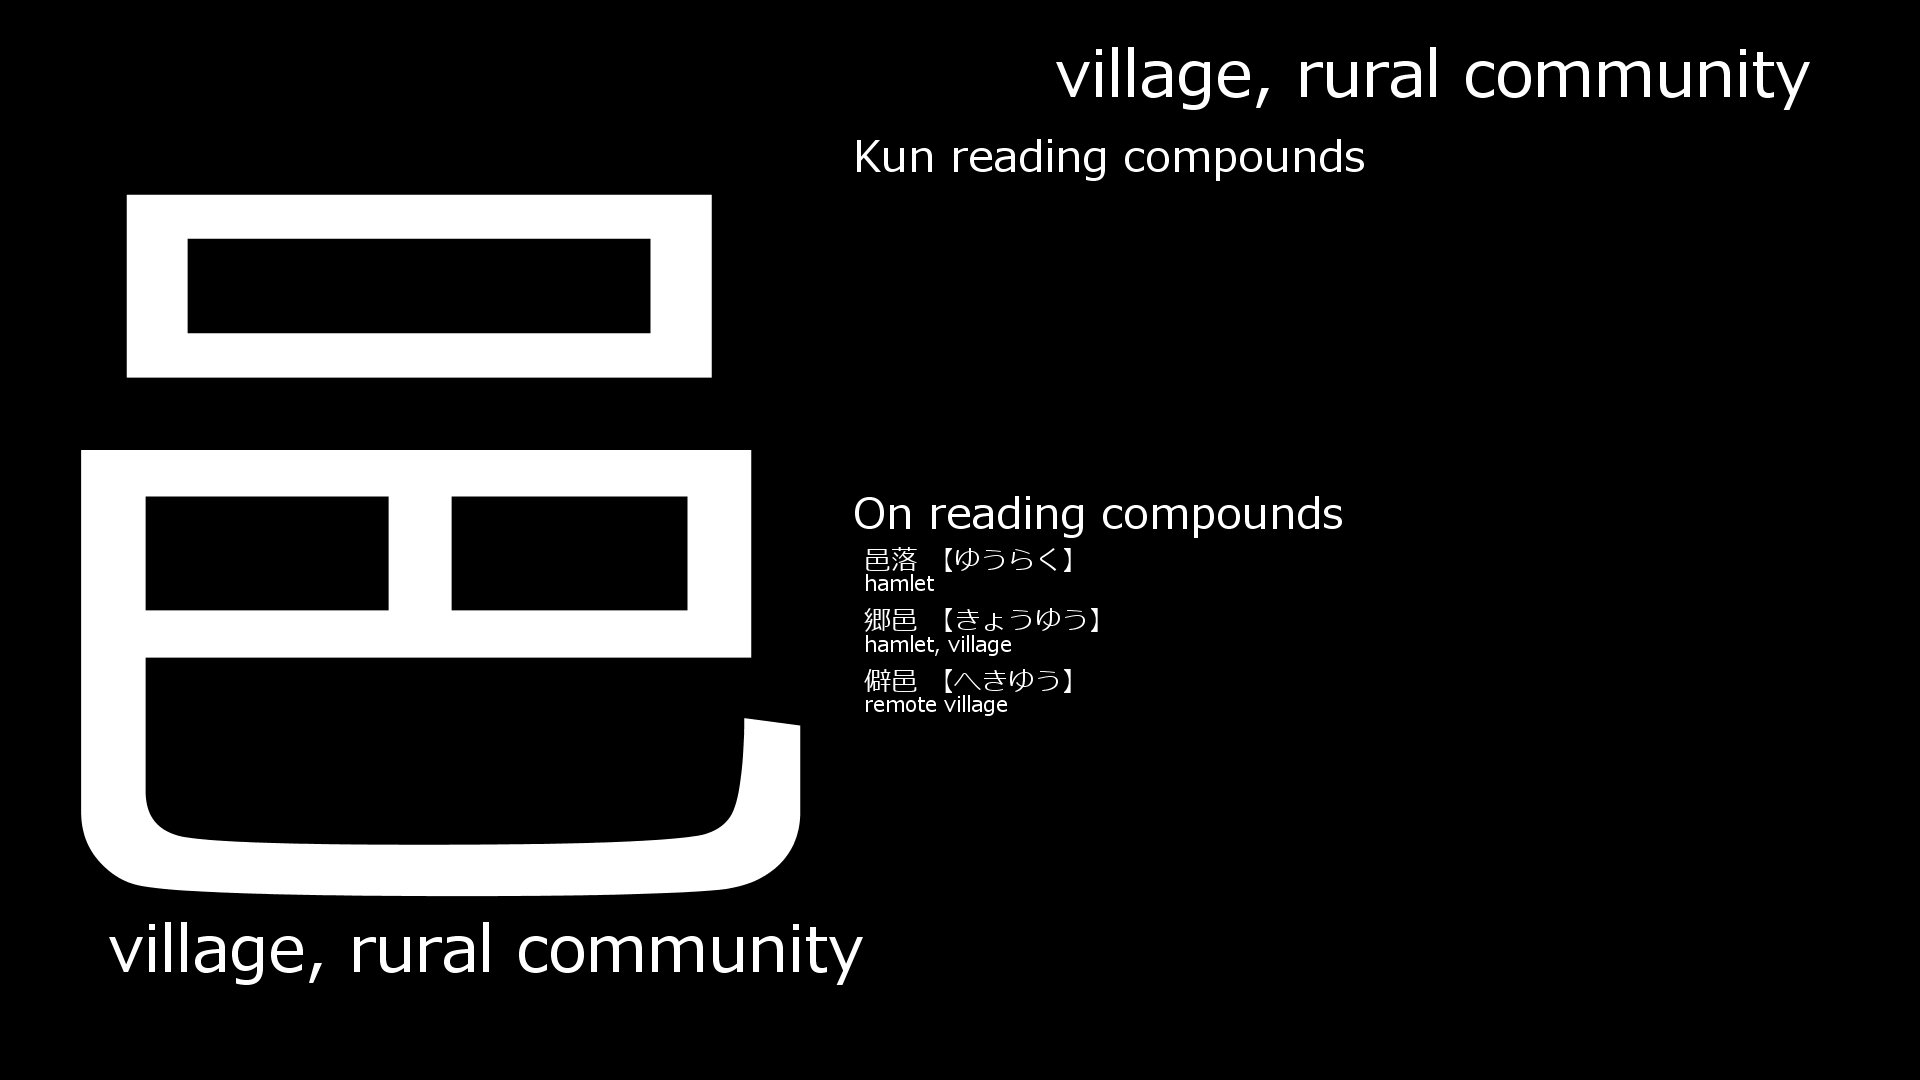 邑
village, rural community
village, rural community
Kun reading compounds
On reading compounds
邑落 【ゆうらく】
hamlet
郷邑 【きょうゆう】
hamlet, village
僻邑 【へきゆう】
remote village